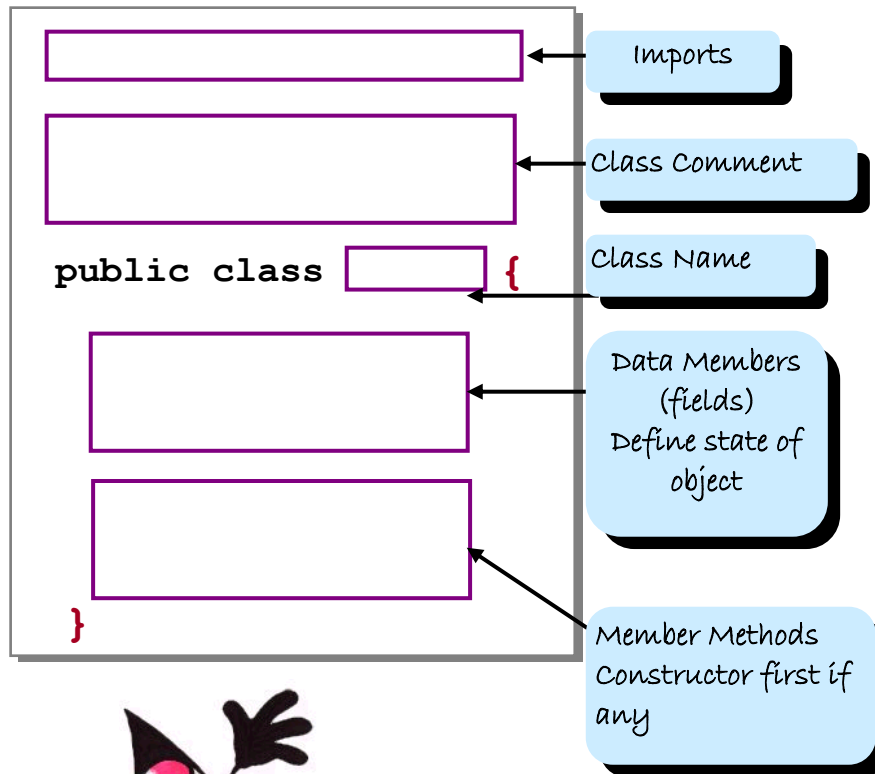 Imports
Class Comment
public class {
Class Name
Data Members
(fields)
Define state of
object
}
Member Methods
Constructor first if
any